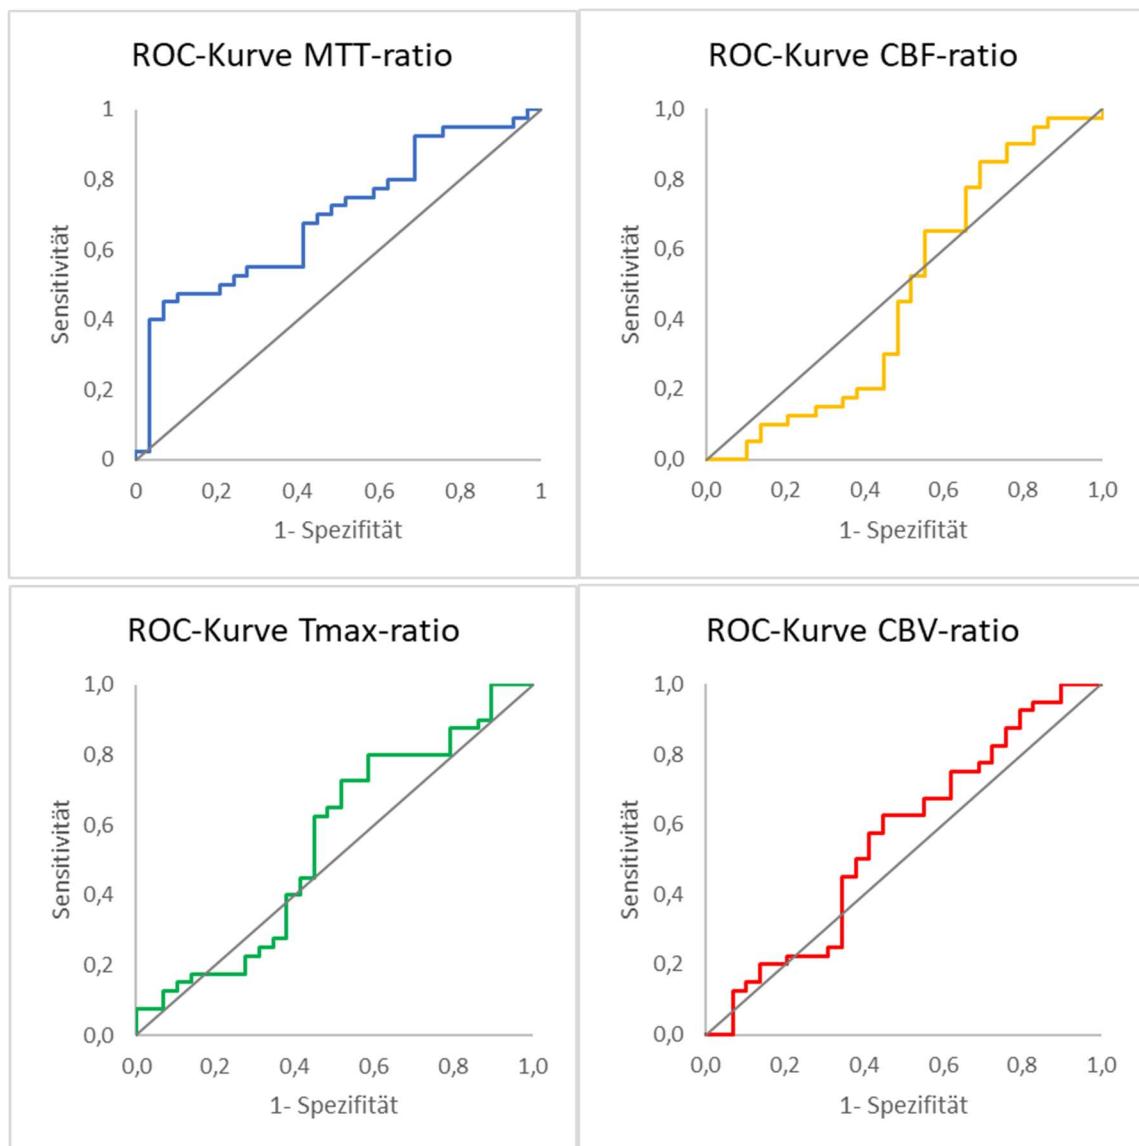 ROC-Kurve MTT-ratio
1
0,8
0,6
0,4
0,2
0
Sensitivität
0 0,2 0,4 0,6 0,8 1
1- Spezifität
ROC-Kurve CBF-ratio
1,0
0,8
0,6
0,4
0,2
0,0
Sensitivität
0,0 0,2 0,4 0,6 0,8 1,0
1- Spezifität
ROC-Kurve Tmax-ratio
1,0
0,8
0,6
0,4
0,2
0,0
Sensitivität
0,0 0,2 0,4 0,6 0,8 1,0
1- Spezifität
ROC-Kurve CBV-ratio
1,0
0,8
0,6
0,4
0,2
0,0
Sensitivität
0,0 0,2 0,4 0,6 0,8 1,0
1- Spezifität